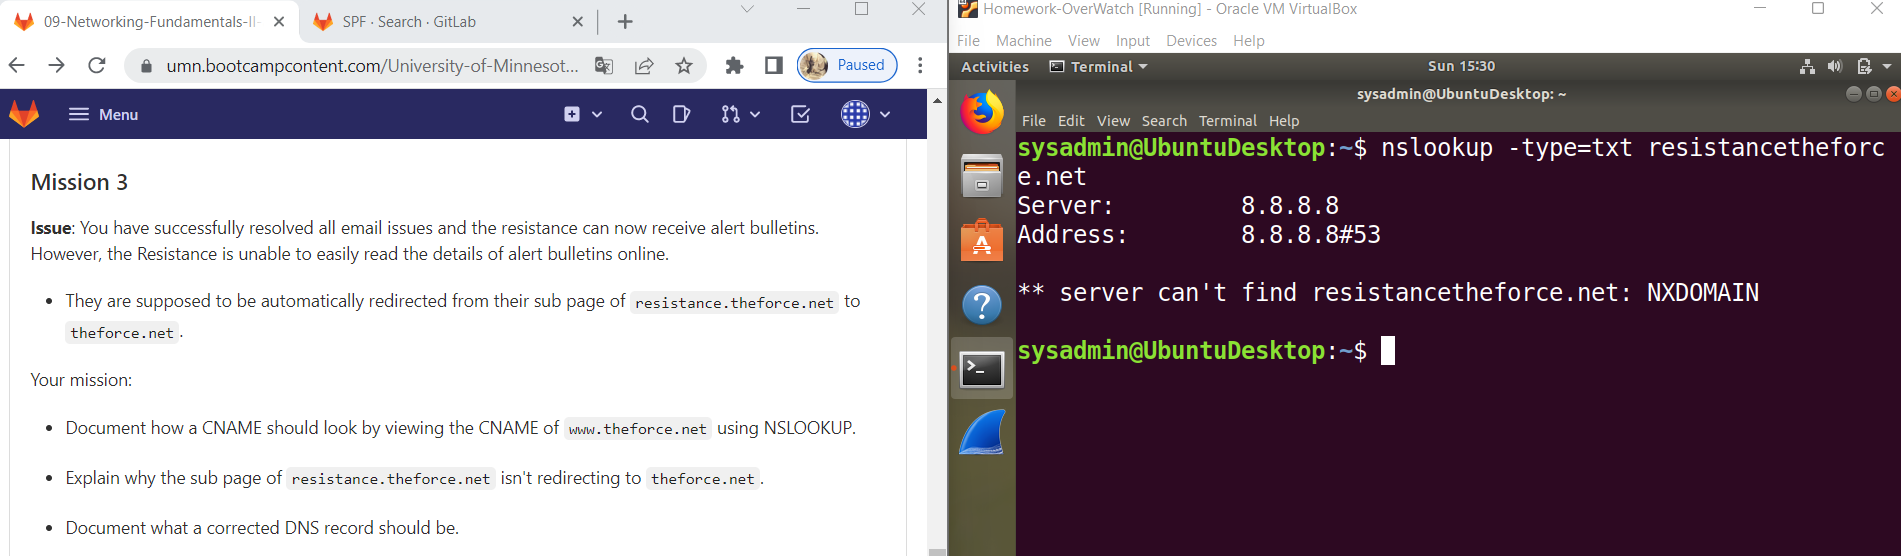 09-Networking-Fundamentals-II-
SPF · Search · GitLab
umn.bootcampcontent.com/University-of-Minnesot...
Paused
Menu
Mission 3
Issue: You have successfully resolved all email issues and the resistance can now receive alert bulletins.
However, the Resistance is unable to easily read the details of alert bulletins online.
• They are supposed to be automatically redirected from their sub page of resistance.theforce.net to
theforce.net.
Your mission:
• Document how a CNAME should look by viewing the CNAME of www.theforce.net using NSLOOKUP.
• Explain why the sub page of resistance.theforce.net isn't redirecting to theforce.net.
• Document what a corrected DNS record should be.
Homework-OverWatch [Running] - Oracle VM VirtualBox
File Machine View Input Devices Help
Activities Terminal Sun 15:30
sysadmin@UbuntuDesktop: ~
File Edit View Search Terminal Help
sysadmin@UbuntuDesktop:~$ nslookup -type=txt resistancetheforc
e.net
Server: 8.8.8.8
Address: 8.8.8.8#53
** server can't find resistancetheforce.net: NXDOMAIN
sysadmin@UbuntuDesktop:~$